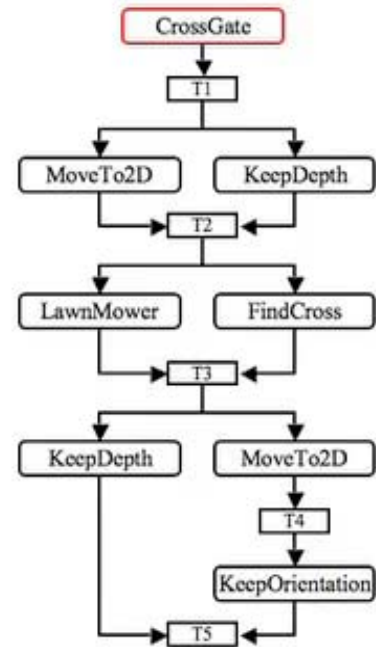 CrossGate
T1
MoveTo2D
KeepDepth
T2
LawnMower
FindCross
T3
KeepDepth
MoveTo2D
T4
KeepOrientation
T5